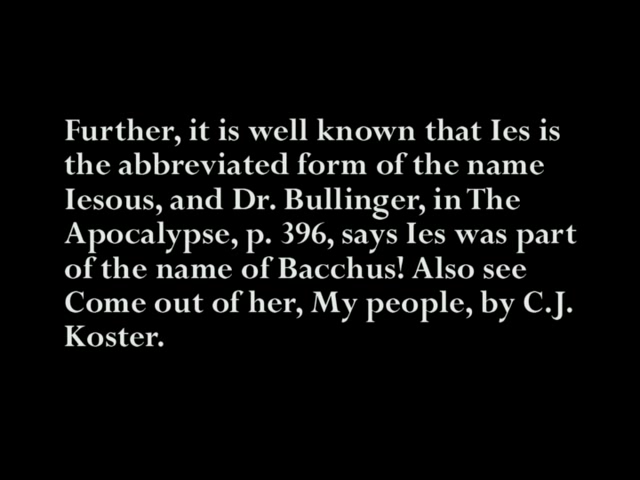 Further, it is well known that Ies is
the abbreviated form of the name
Iesous, and Dr. Bullinger, in The
Apocalypse, p. 396, says Ies was part
of the name of Bacchus! Also see
Come out of her, My people, by C.J.
Koster.